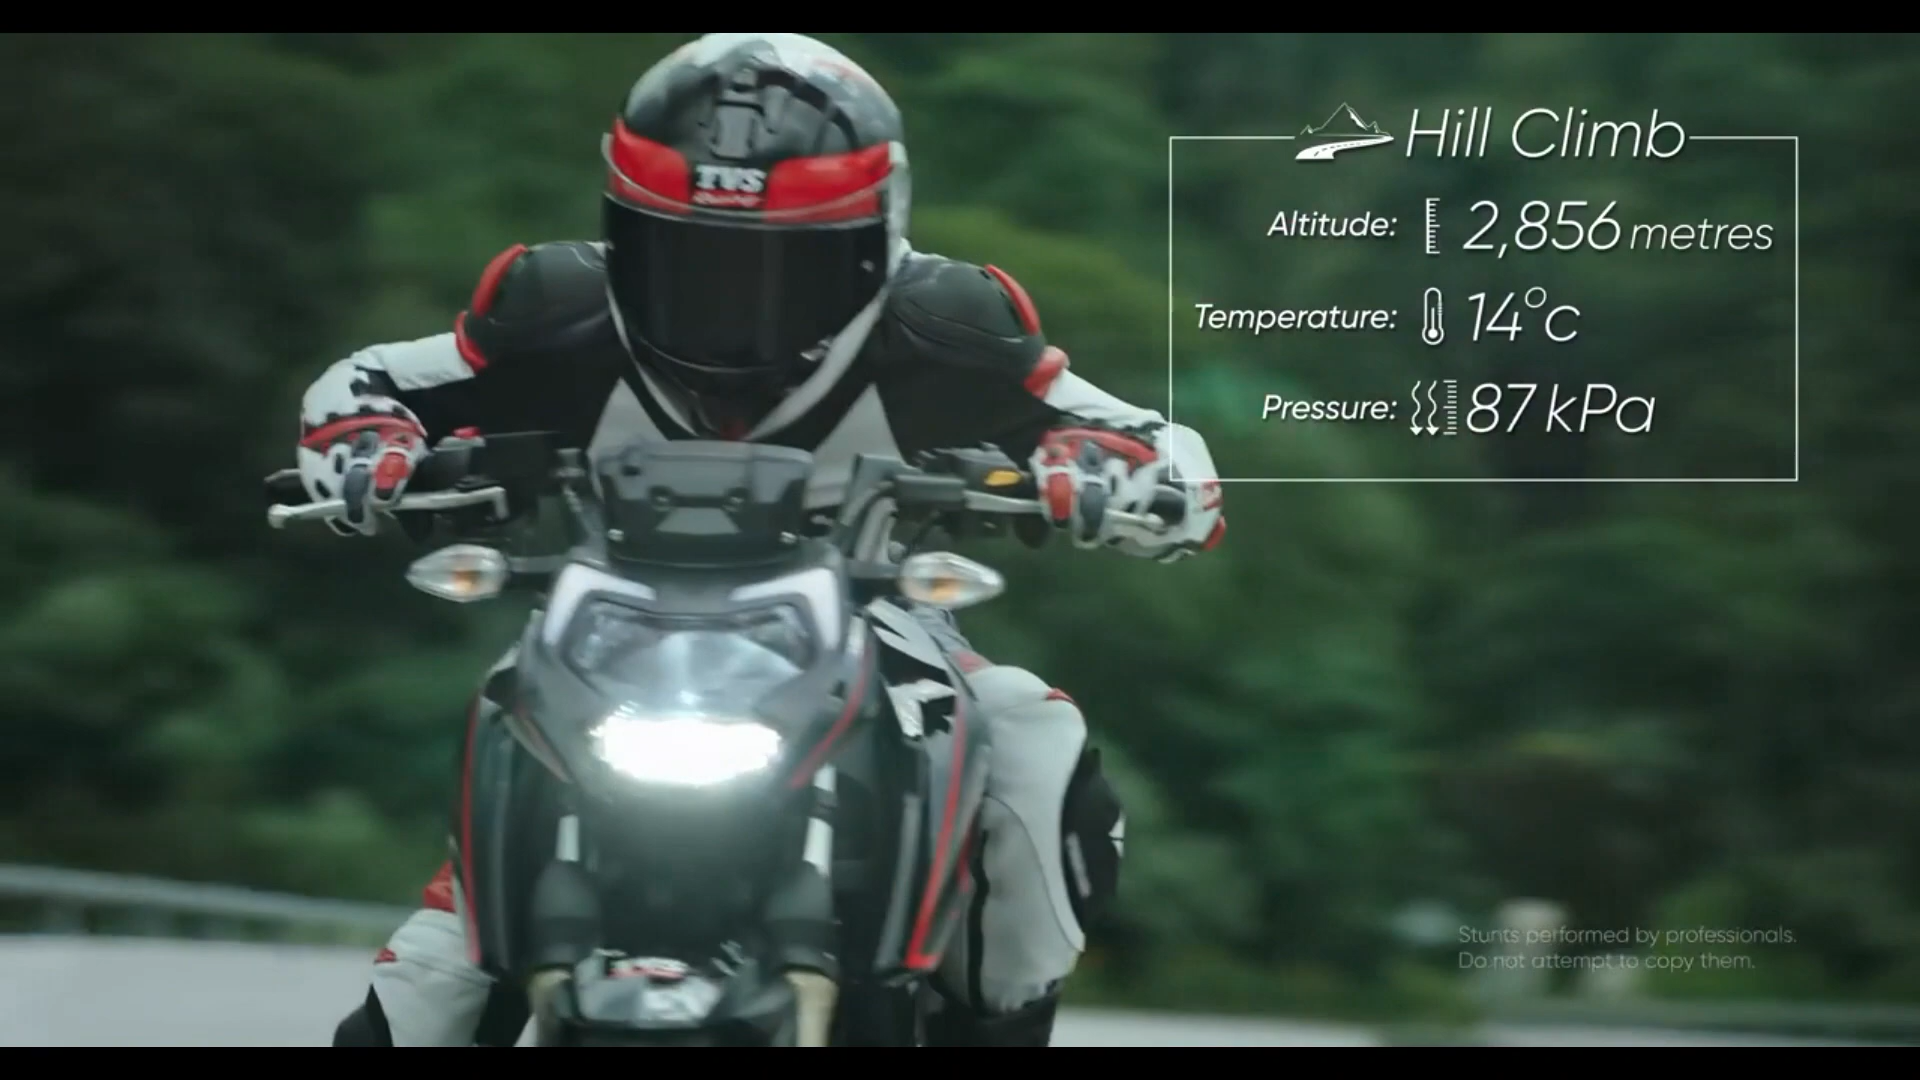 TVS
Racing
Hill Climb
Altitude: 2,856 metres
Temperature: 14°c
Pressure: 87 kPa
Stunts performed by professionals.
Do not attempt to copy them.